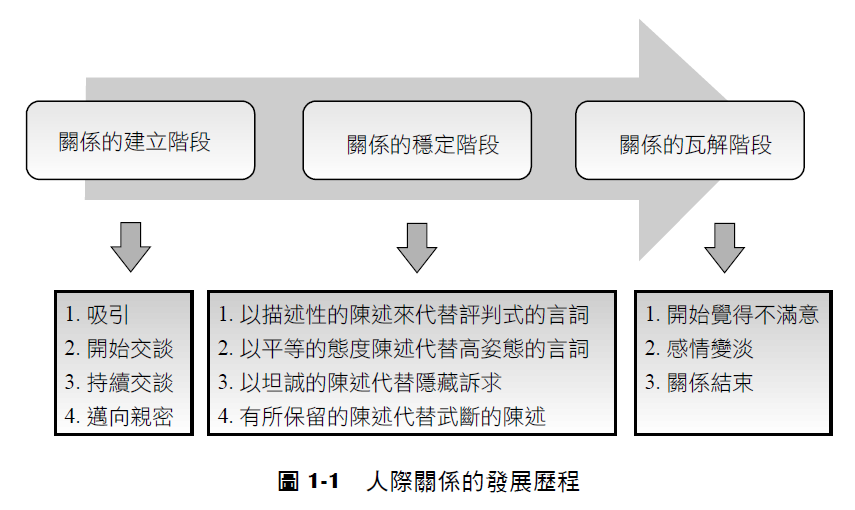 關係的建立階段
關係的穩定階段
關係的瓦解階段
1. 吸引
2. 開始交談
3. 持續交談
4. 邁向親密
1. 以描述性的陳述來代替評判式的言詞
2. 以平等的態度陳述代替高姿態的言詞
3. 以坦誠的陳述代替隱藏訴求
4. 有所保留的陳述代替武斷的陳述
1. 開始覺得不滿意
2. 感情變淡
3. 關係結束
圖 1-1 人際關係的發展歷程